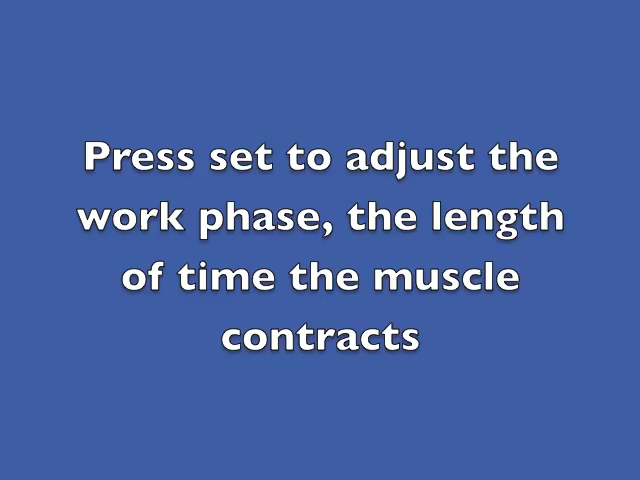 Press set to adjust the
work phase, the length
of time the muscle
contracts